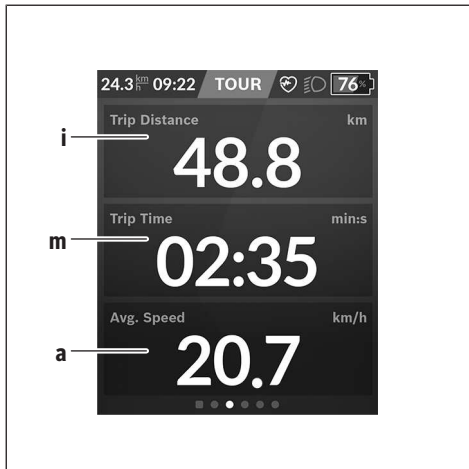 24.3 km/h 09:22 TOUR 76%
Trip Distance km
i
48.8
Trip Time min:s
m
02:35
Avg. Speed km/h
a
20.7